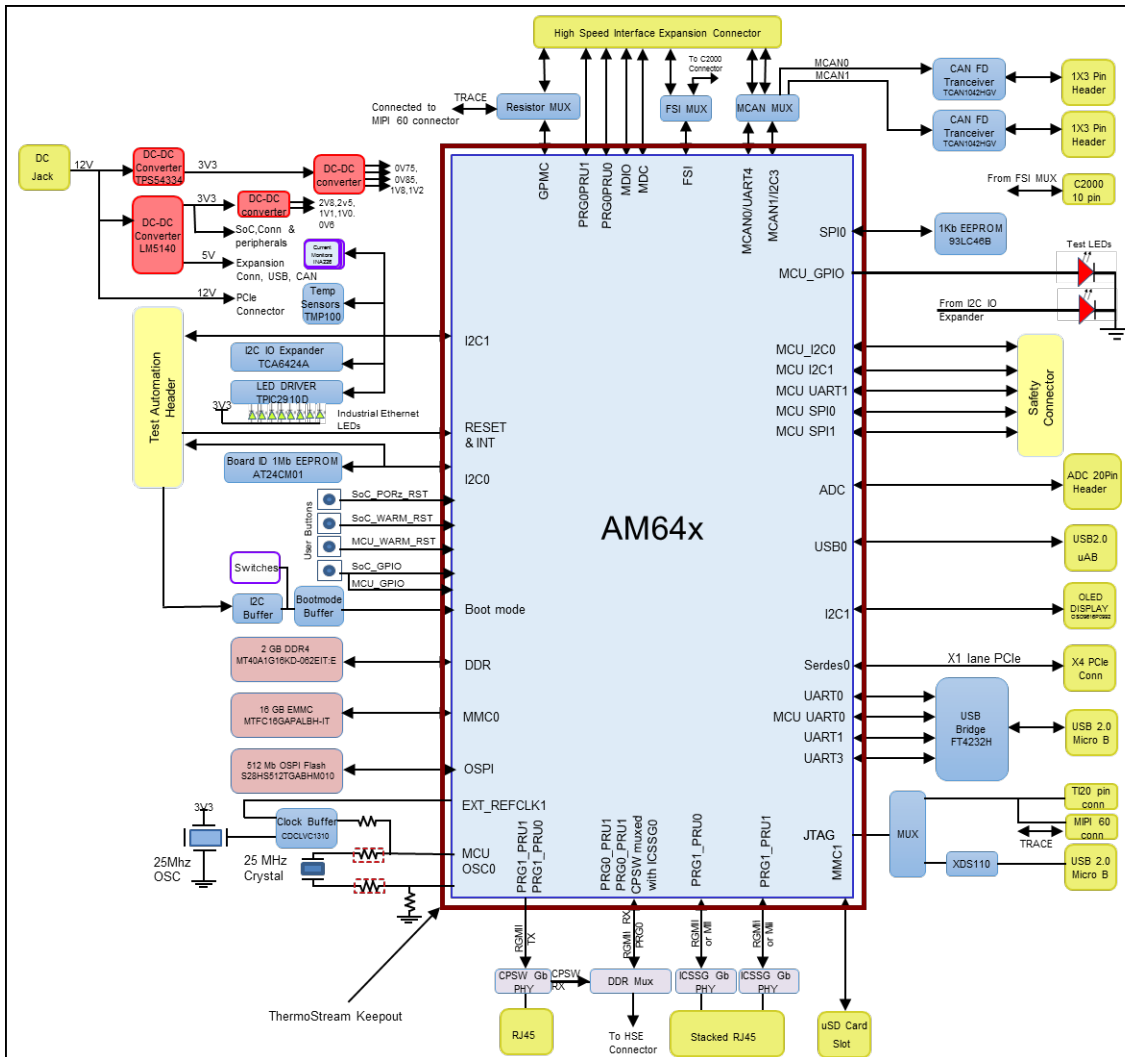 High Speed Interface Expansion Connector
To C2000
Connector
MCAN0
MCAN1
CAN FD
Tranceiver
TCAN1042HGV
1X3 Pin
Header
CAN FD
Tranceiver
TCAN1042HGV
1X3 Pin
Header
Connected to
MIPI 60 connector
TRACE
Resistor MUX
FSI MUX
MCAN MUX
DC
Jack
12V
DC-DC
Converter
TPS54334
3V3
DC-DC
converter
0V75,
0V85,
1V8,1V2
DC-DC
Converter
LM5140
3V3
DC-DC
converter
2V8,2v5,
1V1,1V0.
0V6
SoC,Conn &
peripherals
5V
Expansion
Conn, USB, CAN
12V
PCIe
Connector
Current
Monitors
INA226
Temp
Sensors
TMP100
I2C IO Expander
TCA6424A
LED DRIVER
TPIC2910D
3V3
Industrial Ethernet
LEDs
Test Automation
Header
Board ID 1Mb EEPROM
AT24CM01
User Buttons
SoC_PORz_RST
SoC_WARM_RST
MCU_WARM_RST
SoC_GPIO
MCU_GPIO
Switches
I2C
Buffer
Bootmode
Buffer
2 GB DDR4
MT40A1G16KD-062EIT:E
16 GB EMMC
MTFC16GAPALBH-IT
512 Mb OSPI Flash
S28HS512TGABHM010
3V3
Clock Buffer
CDCLVC1310
25Mhz
OSC
25 MHz
Crystal
ThermoStream Keepout
GPMC
PRG0PRU1
PRG0PRU0
MDIO
MDC
FSI
MCAN0/UART4
MCAN1/I2C3
I2C1
RESET
& INT
I2C0
Boot mode
DDR
MMC0
OSPI
EXT_REFCLK1
MCU
OSC0
AM64x
SPI0
MCU_GPIO
MCU_I2C0
MCU I2C1
MCU UART1
MCU SPI0
MCU SPI1
ADC
USB0
I2C1
Serdes0
UART0
MCU UART0
UART1
UART3
JTAG
MMC1
PRG1_PRU1
PRG1_PRU0
PRG0_PRU1
PRG0_PRU1
CPSW muxed
with ICSSG0
PRG1_PRU0
PRG1_PRU1
From FSI MUX
C2000
10 pin
1Kb EEPROM
93LC46B
Test LEDs
From I2C IO
Expander
Safety
Connector
ADC 20Pin
Header
USB2.0
uAB
OLED
DISPLAY
X1 lane PCIe
X4 PCIe
Conn
USB
Bridge
FT4232H
USB 2.0
Micro B
MUX
TI20 pin
conn
MIPI 60
conn
TRACE
XDS110
USB 2.0
Micro B
RGMII
TX
RGMII RX
PRG0
RGMII
or MII
RGMII
or Mii
CPSW Gb
PHY
CPSW
RX
DDR Mux
ICSSG Gb
PHY
ICSSG Gb
PHY
RJ45
To HSE
Connector
Stacked RJ45
uSD Card
Slot